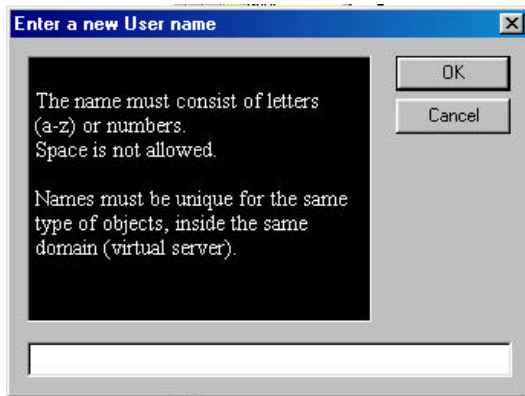 Enter a new User name
OK
Cancel
The name must consist of letters
(a-z) or numbers.
Space is not allowed.
Names must be unique for the same
type of objects, inside the same
domain (virtual server).